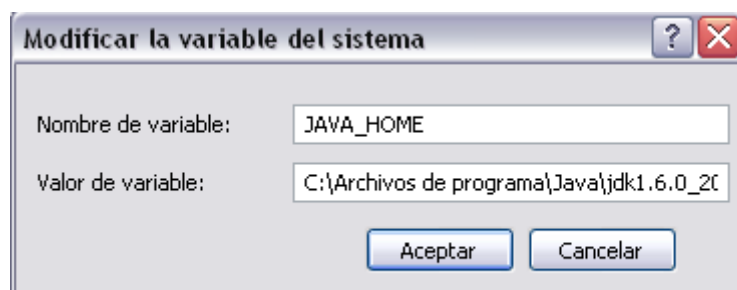 Modificar la variable del sistema
Nombre de variable: JAVA_HOME
Valor de variable: C:\Archivos de programa\Java\jdk1.6.0_20
Aceptar Cancelar